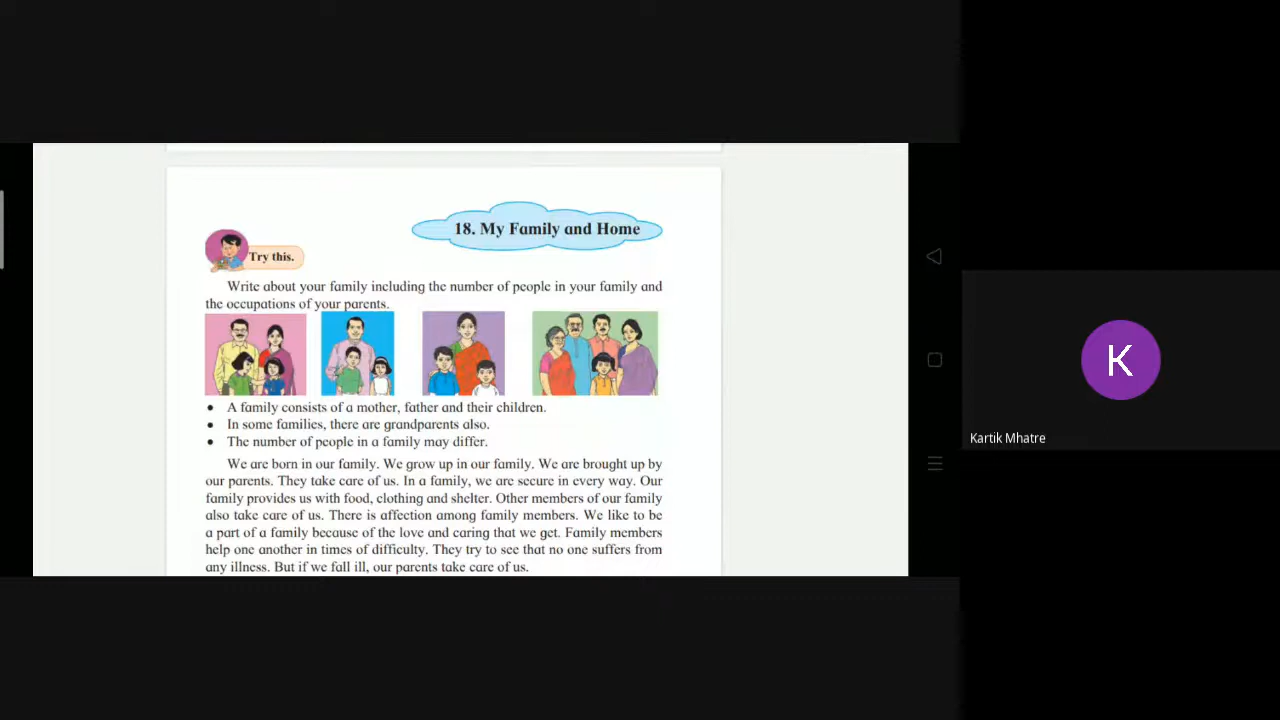 18. My Family and Home
Try this.
Write about your family including the number of people in your family and
the occupations of your parents.
• A family consists of a mother, father and their children.
• In some families, there are grandparents also.
• The number of people in a family may differ.
We are born in our family. We grow up in our family. We are brought up by
our parents. They take care of us. In a family, we are secure in every way. Our
family provides us with food, clothing and shelter. Other members of our family
also take care of us. There is affection among family members. We like to be
a part of a family because of the love and caring that we get. Family members
help one another in times of difficulty. They try to see that no one suffers from
any illness. But if we fall ill, our parents take care of us.
K
Kartik Mhatre